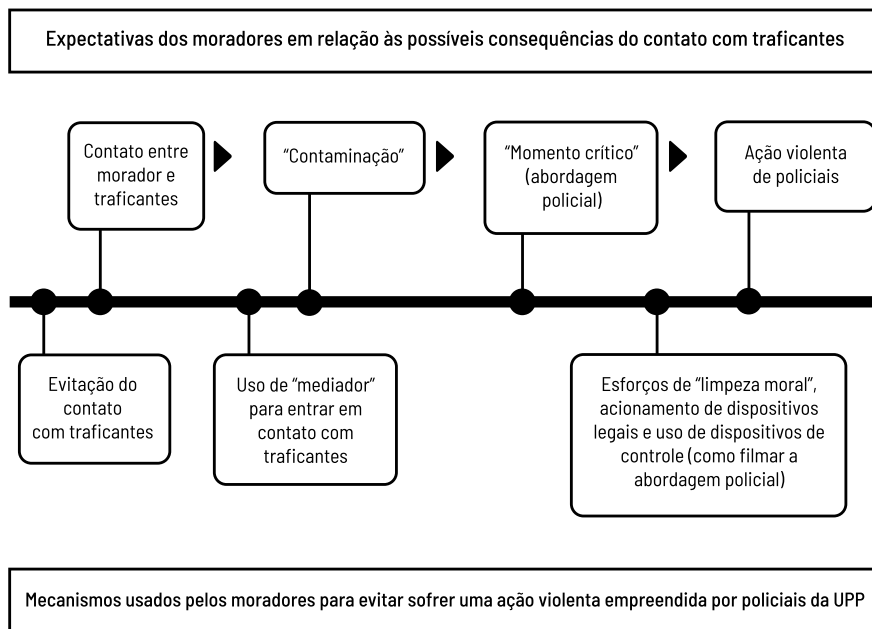 Expectativas dos moradores em relação às possíveis consequências do contato com traficantes
Contato entre
morador e
traficantes
“Contaminação”
“Momento crítico”
(abordagem
policial)
Ação violenta
de policiais
Evitação do
contato
com traficantes
Uso de “mediador”
para entrar em
contato com
traficantes
Esforços de “limpeza moral”,
acionamento de dispositivos
legais e uso de dispositivos de
controle (como filmar a
abordagem policial)
Mecanismos usados pelos moradores para evitar sofrer uma ação violenta empreendida por policiais da UPP